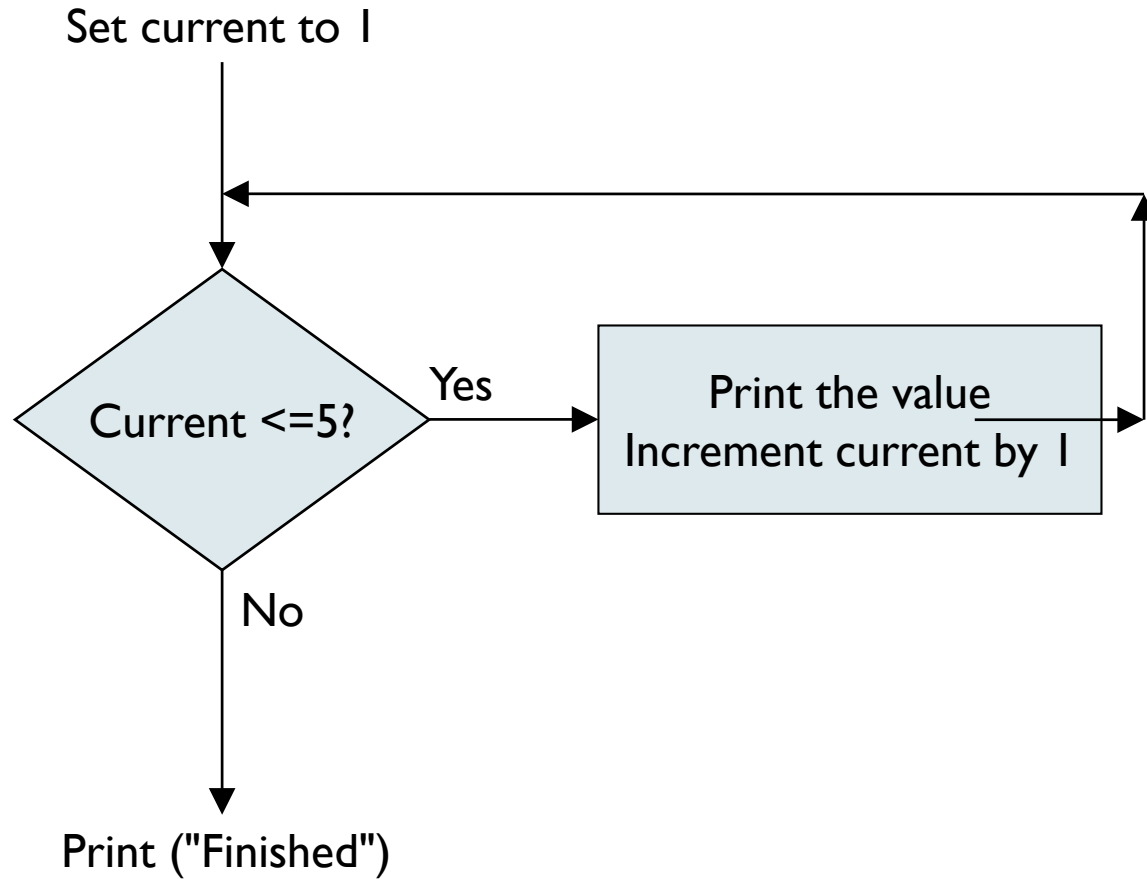 Set current to 1
Current <=5?
Yes
Print the value
Increment current by 1
No
Print ("Finished")